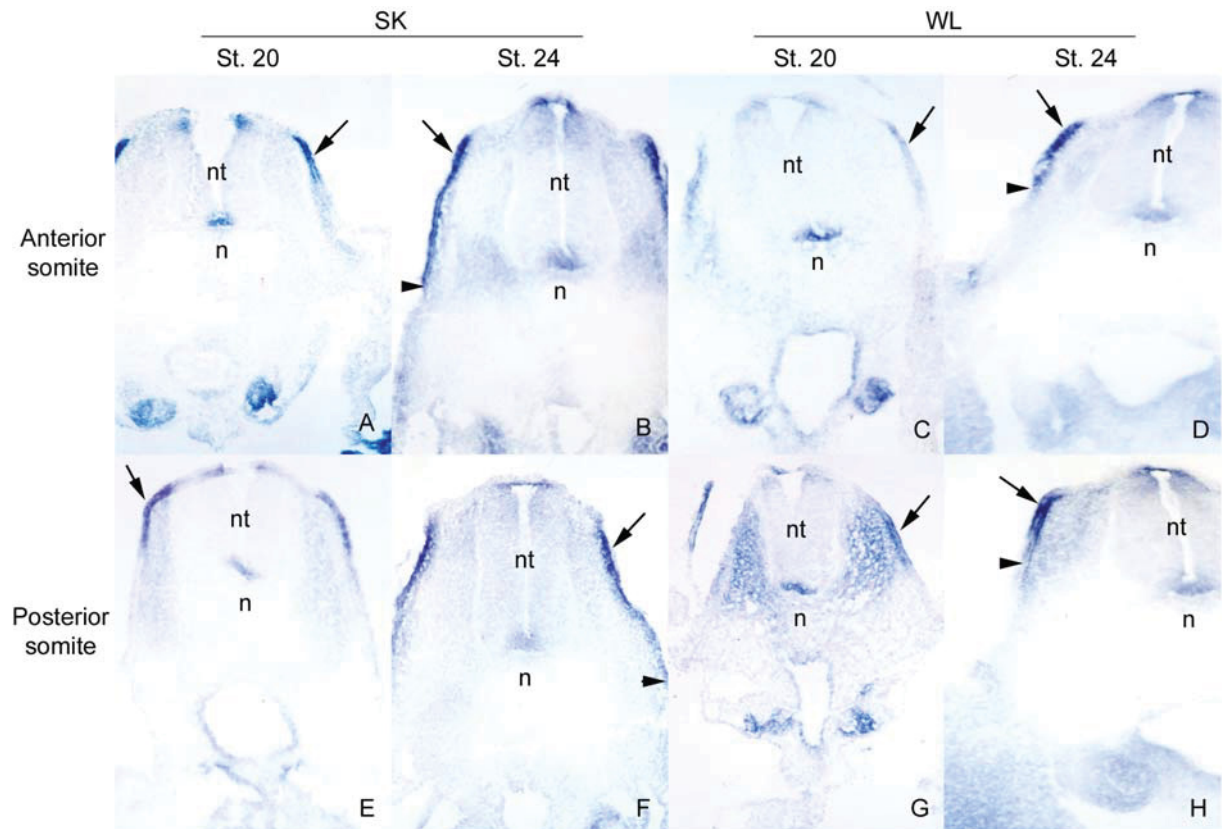 SK WL
St. 20 St. 24 St. 20 St. 24
nt nt nt nt
n n n n
Anterior
somite
A B C D
nt nt nt nt
n n n n
Posterior
somite
E F G H